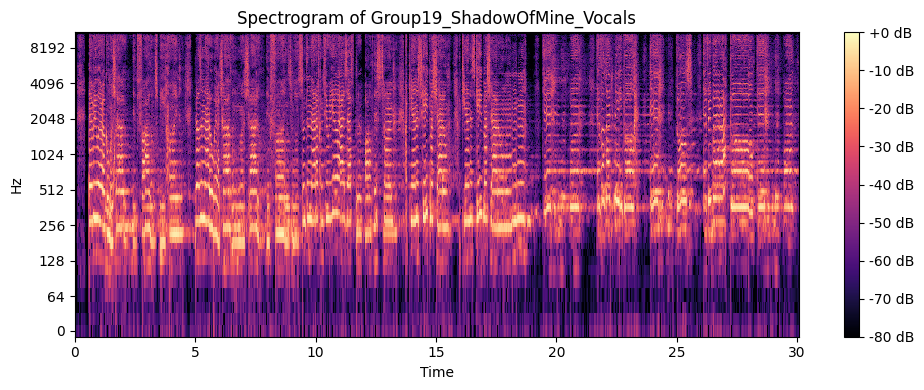 Spectrogram of Group19_ShadowOfMine_Vocals
Hz
8192
4096
2048
1024
512
256
128
64
0
0
5
10
15
20
25
30
Time
+0 dB
-10 dB
-20 dB
-30 dB
-40 dB
-50 dB
-60 dB
-70 dB
-80 dB